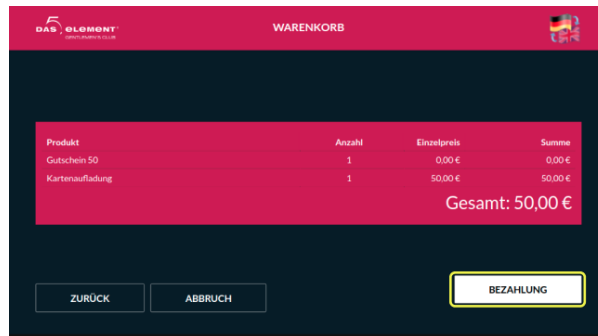 DAS 5 ELEMENT
GENTLEMEN'S CLUB
WARENKORB
Produkt Anzahl Einzelpreis Summe
Gutschein 50 1 0,00 € 0,00 €
Kartenaufladung 1 50,00 € 50,00 €
Gesamt: 50,00 €
ZURÜCK ABBRUCH BEZAHLUNG